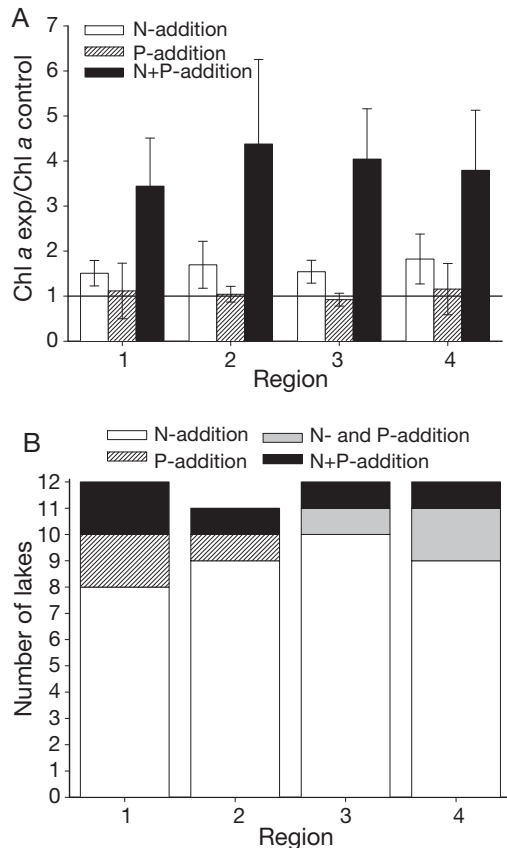 A
N-addition
P-addition
N+P-addition
Chl a exp/Chl a control
7
6
5
4
3
2
1
0
1 2 3 4
Region
B
N-addition
P-addition
N- and P-addition
N+P-addition
Number of lakes
12
11
10
9
8
7
6
5
4
3
2
1
0
1 2 3 4
Region